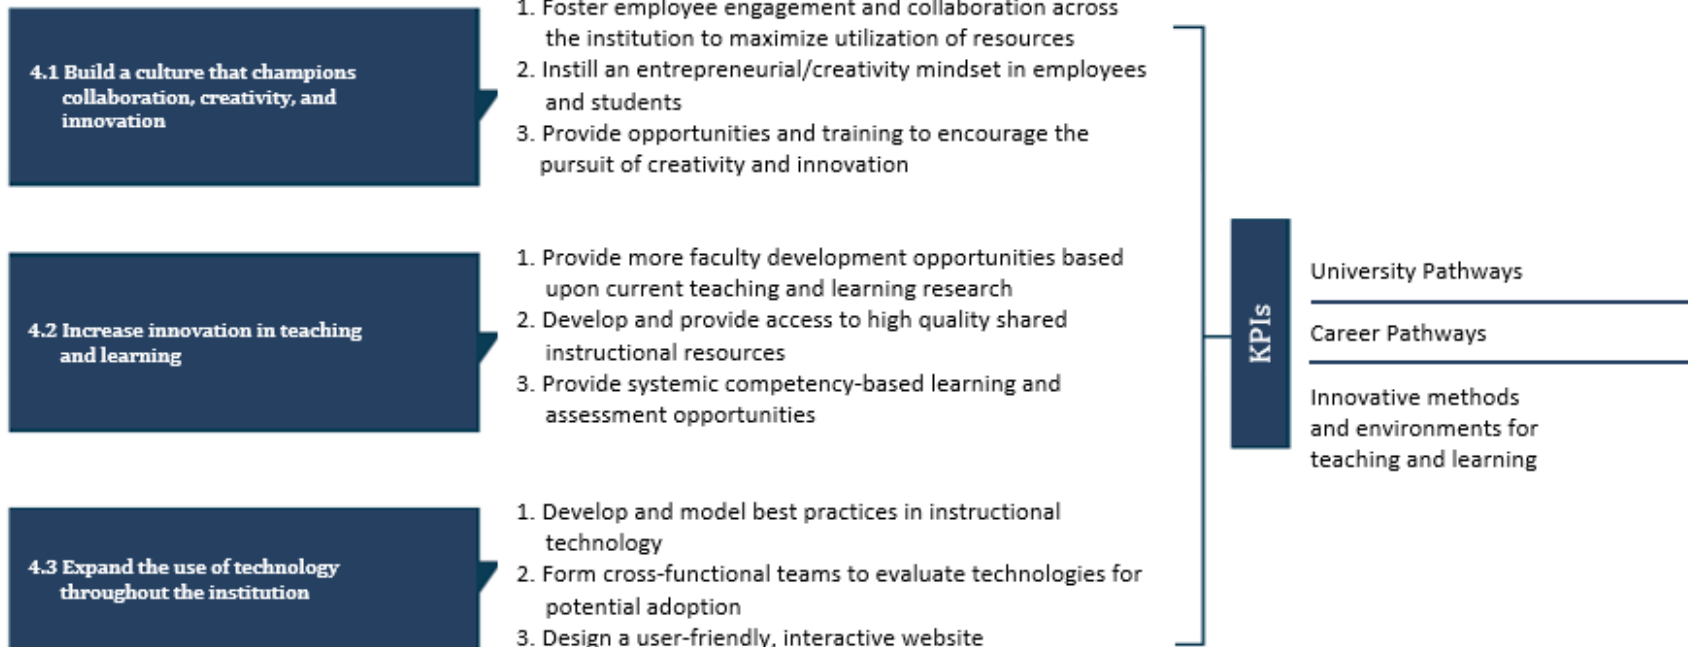 4.1 Build a culture that champions
collaboration, creativity, and
innovation
1. Foster employee engagement and collaboration across
the institution to maximize utilization of resources
2. Instill an entrepreneurial/creativity mindset in employees
and students
3. Provide opportunities and training to encourage the
pursuit of creativity and innovation
4.2 Increase innovation in teaching
and learning
1. Provide more faculty development opportunities based
upon current teaching and learning research
2. Develop and provide access to high quality shared
instructional resources
3. Provide systemic competency-based learning and
assessment opportunities
4.3 Expand the use of technology
throughout the institution
1. Develop and model best practices in instructional
technology
2. Form cross-functional teams to evaluate technologies for
potential adoption
3. Design a user-friendly, interactive website
KPIs
University Pathways
Career Pathways
Innovative methods
and environments for
teaching and learning